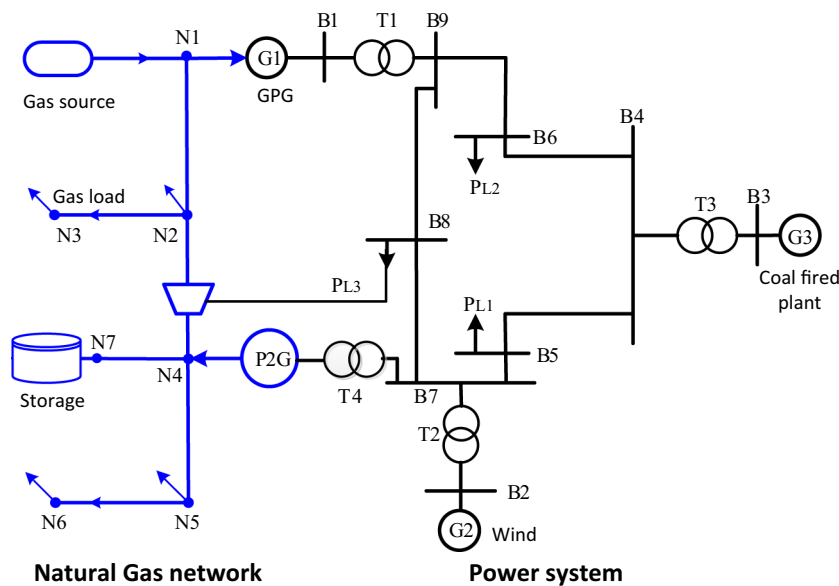 B1
T1
B9
N1
G1
Gas source
GPG
B4
B6
PL2
Gas load
N3
N2
B8
T3
B3
G3
PL3
PL1
Coal fired
plant
N7
P2G
B5
N4
T4
B7
Storage
T2
B2
N6
N5
G2
Wind
Natural Gas network
Power system